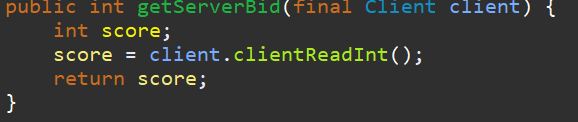 public int getServerBid(final Client client) {
    int score;
    score = client.clientReadInt();
    return score;
}